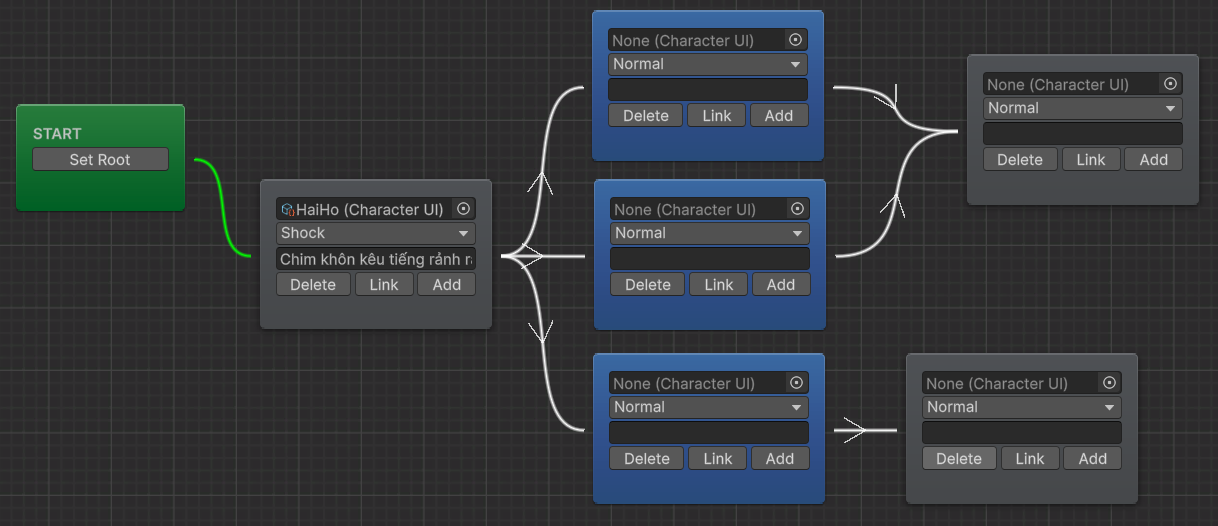 START
Set Root
HaiHo (Character UI)
Shock
Chim khôn kêu tiếng rảnh
Delete Link Add
None (Character UI)
Normal
Delete Link Add
None (Character UI)
Normal
Delete Link Add
None (Character UI)
Normal
Delete Link Add
None (Character UI)
Normal
Delete Link Add
None (Character UI)
Normal
Delete Link Add